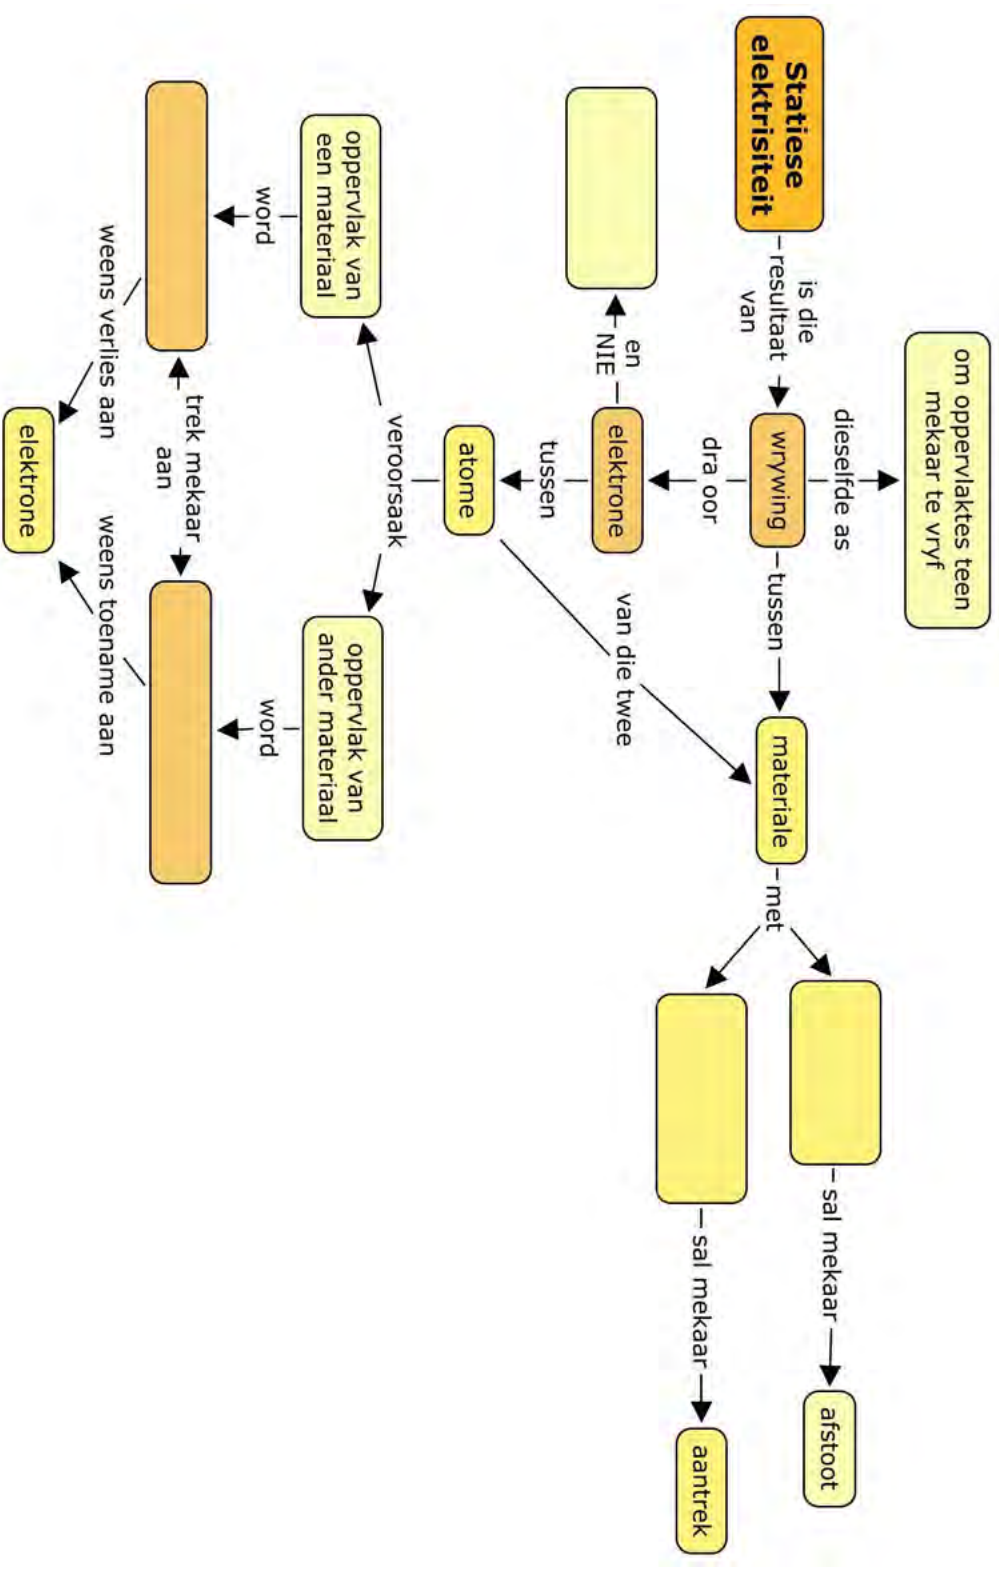 om oppervlaktes teen
mekaar te vryf
dieselfde as
Statiese
elektrisiteit
is die
resultaat
van
wrywing
tussen
materiale
met
sal mekaar
afstoot
sal mekaar
aantrek
dra oor
en
NIE
elektrone
van die twee
tussen
atome
veroorsaak
oppervlak van
een materiaal
oppervlak van
ander materiaal
word
word
trek mekaar
aan
weens verlies aan
weens toename aan
elektrone